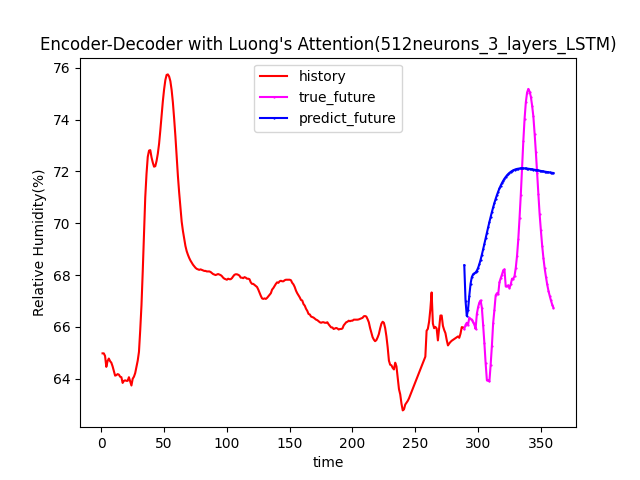 Encoder-Decoder with Luong's Attention(512neurons_3_layers_LSTM)
history
true_future
predict_future
Relative Humidity(%)
76
74
72
70
68
66
64
0 50 100 150 200 250 300 350
time